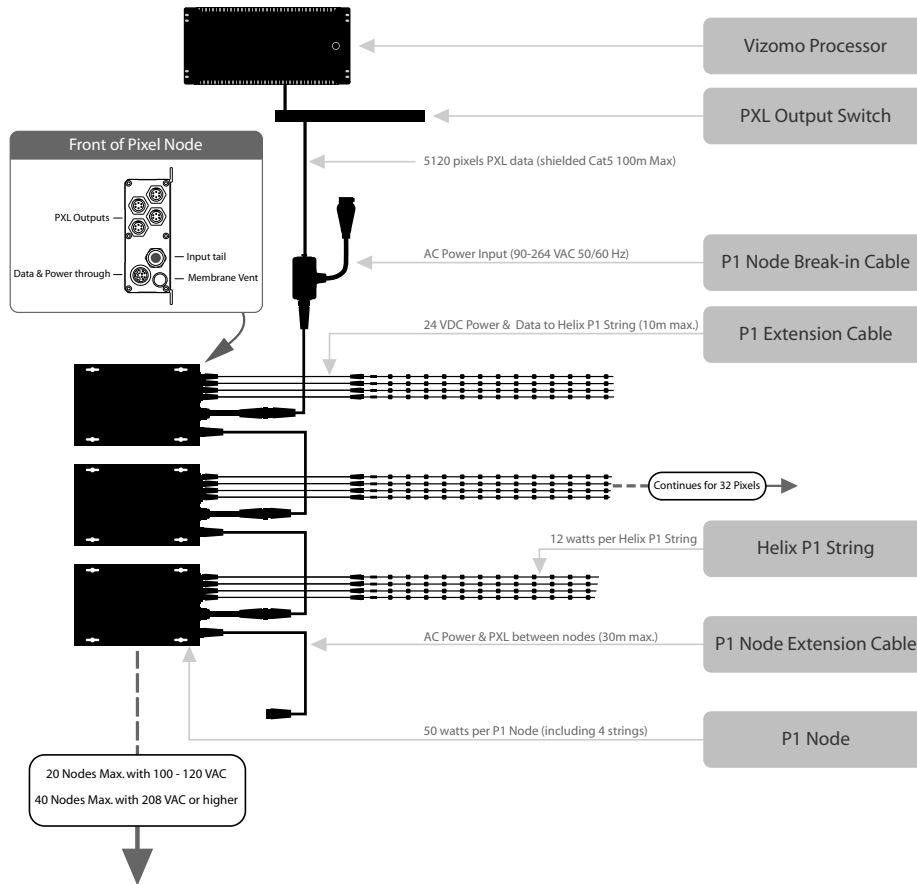 Vizomo Processor
PXL Output Switch
Front of Pixel Node
5120 pixels PXL data (shielded Cat5 100m Max)
PXL Outputs
Input tail
Data & Power through
Membrane Vent
AC Power Input (90-264 VAC 50/60 Hz)
P1 Node Break-in Cable
24 VDC Power & Data to Helix P1 String (10m max.)
P1 Extension Cable
Continues for 32 Pixels
12 watts per Helix P1 String
Helix P1 String
AC Power & PXL between nodes (30m max.)
P1 Node Extension Cable
50 watts per P1 Node (including 4 strings)
P1 Node
20 Nodes Max. with 100 - 120 VAC
40 Nodes Max. with 208 VAC or higher